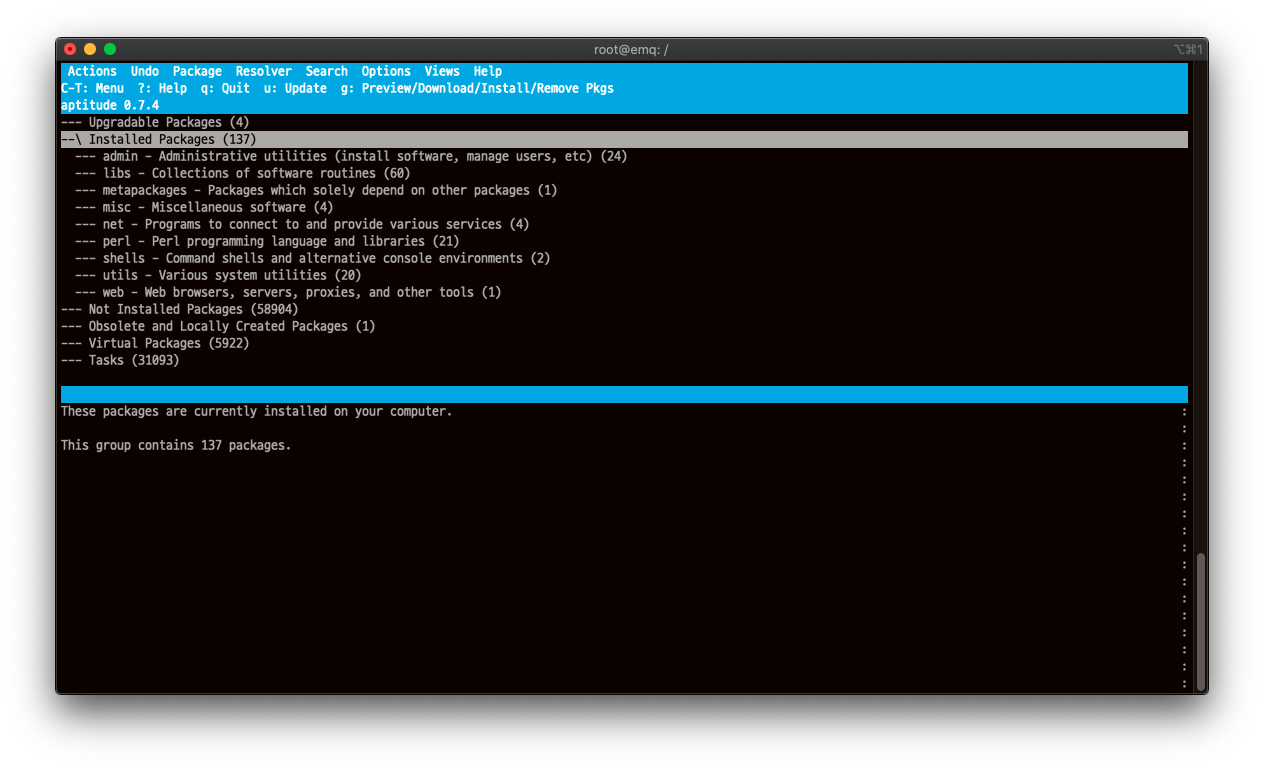 root@emq: /
⌥⌘1
Actions Undo Package Resolver Search Options Views Help
C-T: Menu ?: Help q: Quit u: Update g: Preview/Download/Install/Remove Pkgs
aptitude 0.7.4
--- Upgradable Packages (4)
--\ Installed Packages (137)
--- admin - Administrative utilities (install software, manage users, etc) (24)
--- libs - Collections of software routines (60)
--- metapackages - Packages which solely depend on other packages (1)
--- misc - Miscellaneous software (4)
--- net - Programs to connect to and provide various services (4)
--- perl - Perl programming language and libraries (21)
--- shells - Command shells and alternative console environments (2)
--- utils - Various system utilities (20)
--- web - Web browsers, servers, proxies, and other tools (1)
--- Not Installed Packages (58904)
--- Obsolete and Locally Created Packages (1)
--- Virtual Packages (5922)
--- Tasks (31093)
These packages are currently installed on your computer.
This group contains 137 packages.